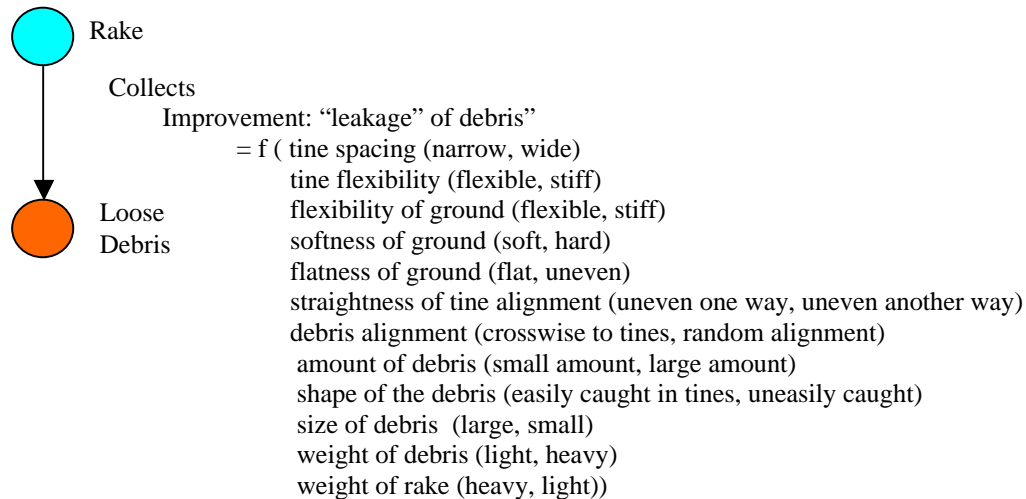 Rake
Collects
Improvement: “leakage” of debris”
= f ( tine spacing (narrow, wide)
tine flexibility (flexible, stiff)
flexibility of ground (flexible, stiff)
softness of ground (soft, hard)
flatness of ground (flat, uneven)
straightness of tine alignment (uneven one way, uneven another way)
debris alignment (crosswise to tines, random alignment)
amount of debris (small amount, large amount)
shape of the debris (easily caught in tines, uneasily caught)
size of debris (large, small)
weight of debris (light, heavy)
weight of rake (heavy, light))
Loose
Debris